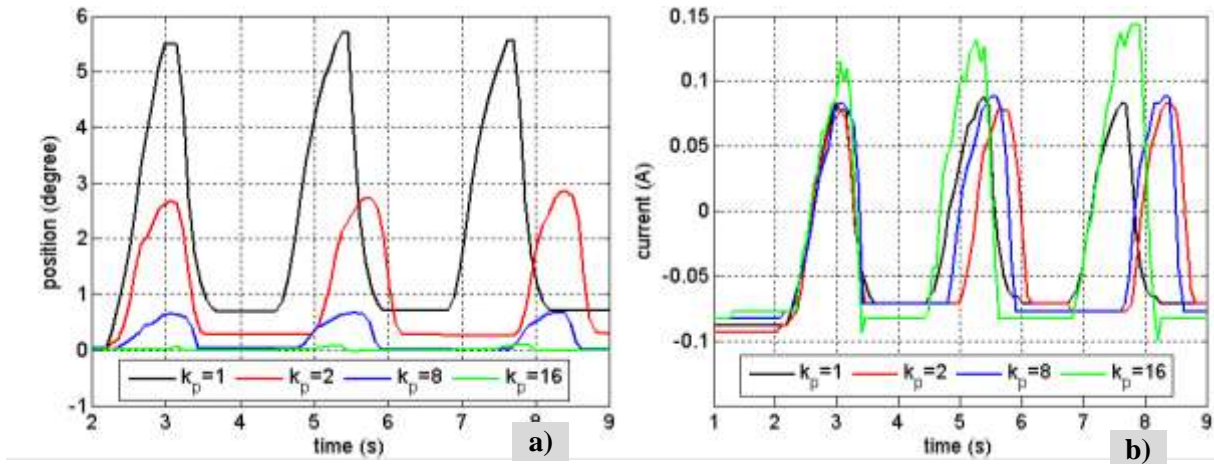 6
5
4
3
2
1
0
-1
position (degree)
2 3 4 5 6 7 8 9
time (s)
k_p=1 k_p=2 k_p=8 k_p=16
a)
0.15
0.1
0.05
0
-0.05
-0.1
current (A)
1 2 3 4 5 6 7 8 9
time (s)
k_p=1 k_p=2 k_p=8 k_p=16
b)